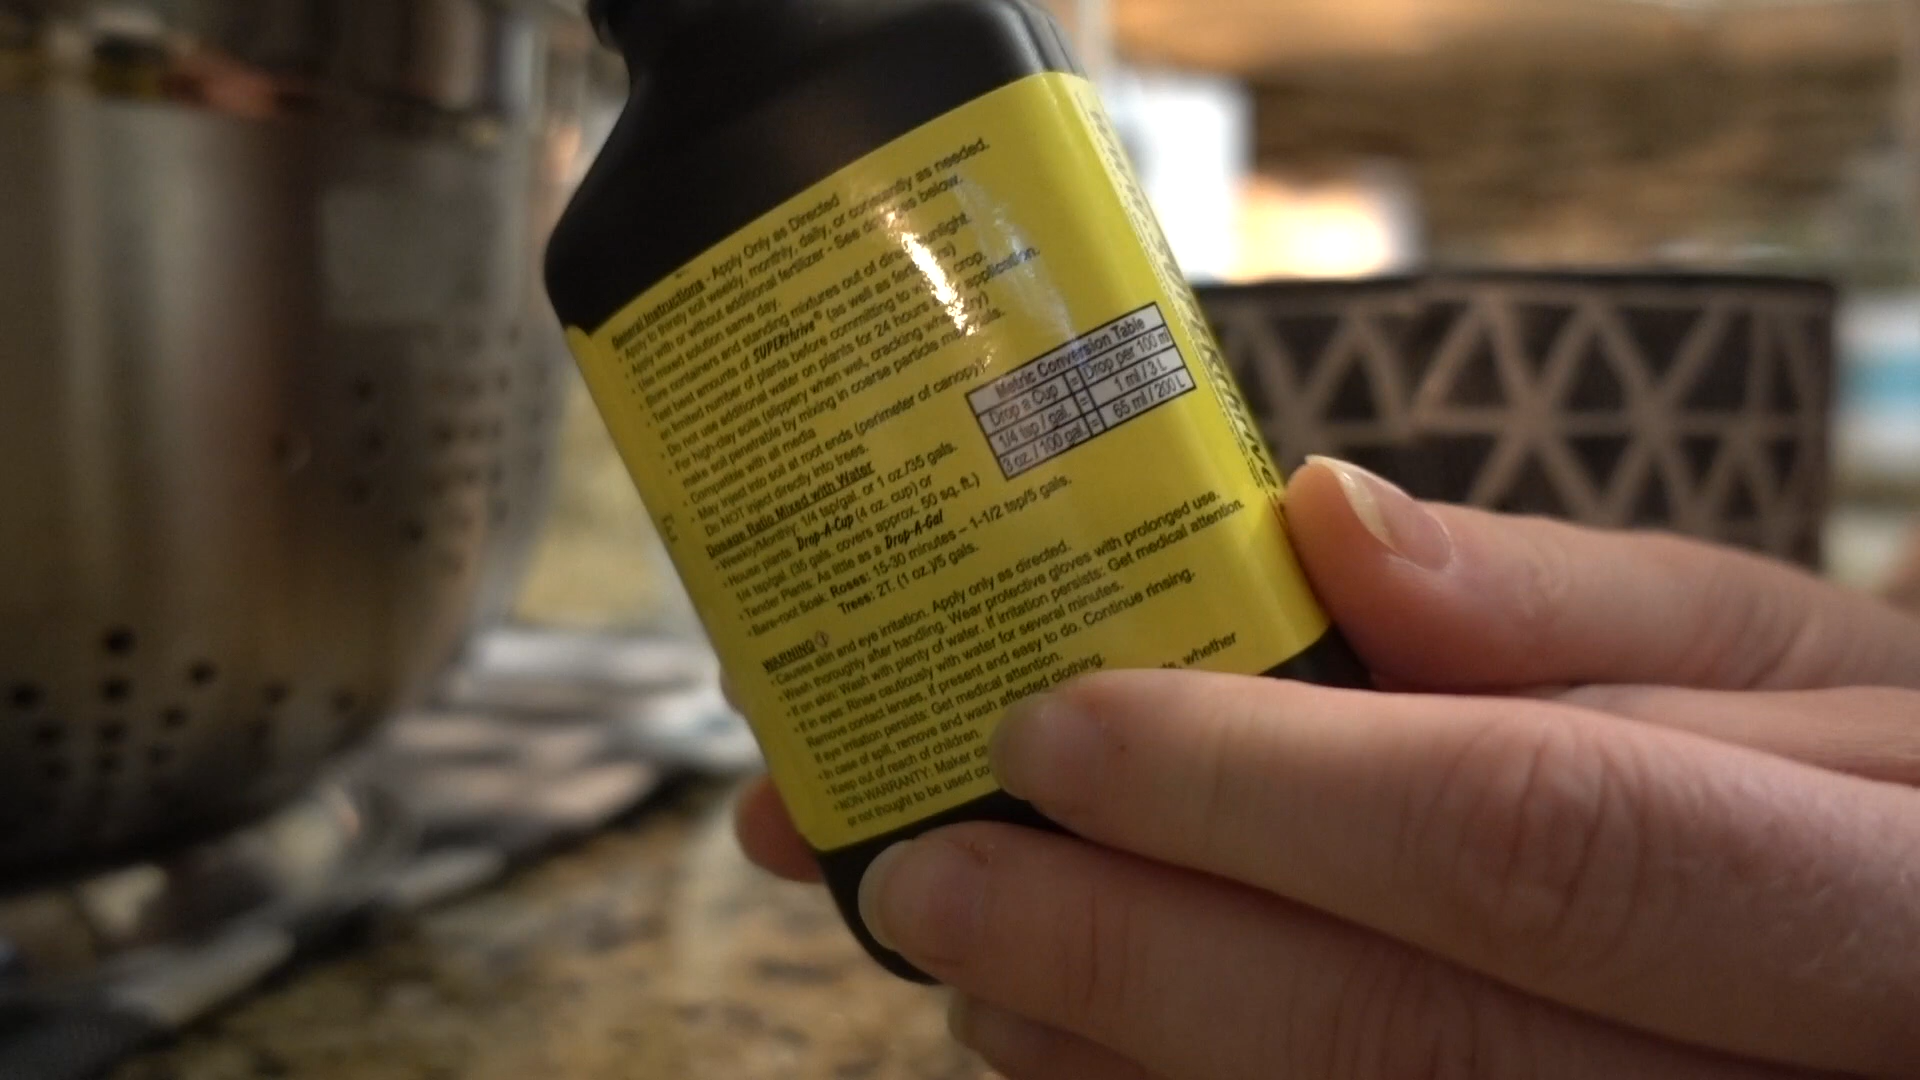 General Instructions - Apply Only as Directed
• Apply to thirsty soil weekly, monthly, daily, or constantly as needed.
• Apply with or without additional fertilizer - See below.
• Use mixed solution same day.
• Store containers and standing mixtures out of direct sunlight.
• Test best amounts of SUPERthrive® (as well as fertilizers)
on limited number of plants before committing to crop.
• Do not use additional water on plants for 24 hours application.
• For high-clay soils (slippery when wet, cracking when dry)
make soil penetrable by mixing in coarse particle materials.
• Compatible with all media
• May inject into soil at root ends (perimeter of canopy).
Do NOT inject directly into trees.
Dosage Ratio Mixed with Water
• Weekly/Monthly: 1/4 tsp/gal. or 1 oz./35 gals.
• House plants: Drop-A-Cup (4 oz. cup) or
1/4 tsp/gal. (35 gals. covers approx. 50 sq. ft.)
• Tender Plants: As little as a Drop-A-Gal
• Bare-root Soak: Roses: 15-30 minutes – 1-1/2 tsp/5 gals.
Trees: 2T. (1 oz.)/5 gals.
Metric Conversion Table
Drop a Cup = Drop per 100 ml
1/4 tsp / gal. = 1 ml / 3 L
3 oz. / 100 gal. = 65 ml / 200 L
WARNING
• Causes skin and eye irritation. Apply only as directed.
• Wash thoroughly after handling. Wear protective gloves with prolonged use.
• If on skin: Wash with plenty of water. If irritation persists: Get medical attention.
• If in eyes: Rinse cautiously with water for several minutes.
Remove contact lenses, if present and easy to do. Continue rinsing.
If eye irritation persists: Get medical attention.
• In case of spill, remove and wash affected clothing.
• Keep out of reach of children.
• NON-WARRANTY: Maker whether
or not thought to be used